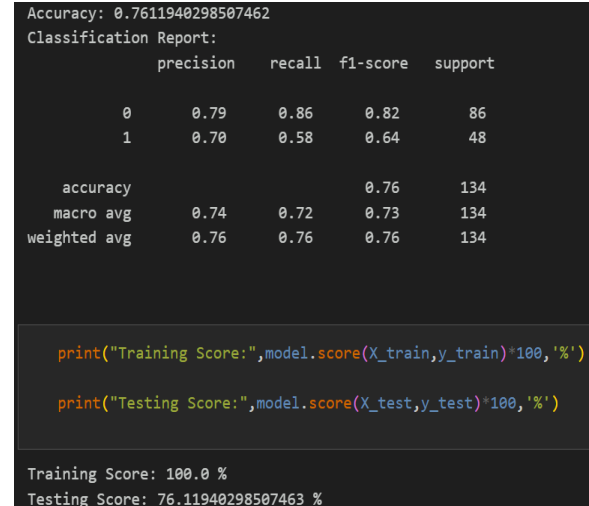 Accuracy: 0.7611940298507462
Classification Report:
precision recall f1-score support
0 0.79 0.86 0.82 86
1 0.70 0.58 0.64 48
accuracy 0.76 134
macro avg 0.74 0.72 0.73 134
weighted avg 0.76 0.76 0.76 134
print("Training Score:",model.score(X_train,y_train)*100,'%')
print("Testing Score:",model.score(X_test,y_test)*100,'%')
Training Score: 100.0 %
Testing Score: 76.11940298507463 %